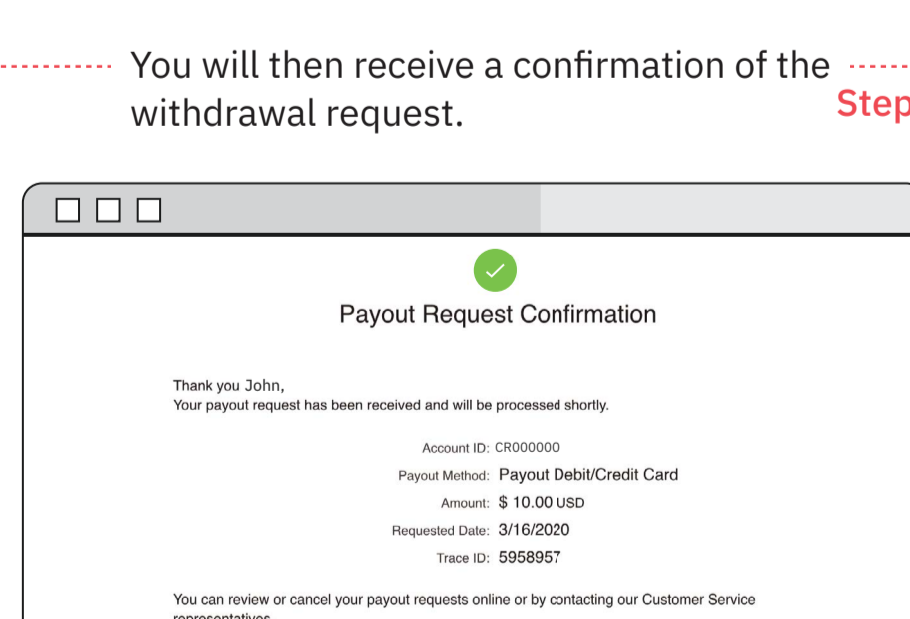 You will then receive a confirmation of the
withdrawal request.
Step
Payout Request Confirmation
Thank you John,
Your payout request has been received and will be processed shortly.
Account ID: CR000000
Payout Method: Payout Debit/Credit Card
Amount: $ 10.00 USD
Requested Date: 3/16/2020
Trace ID: 5958957
You can review or cancel your payout requests online or by contacting our Customer Service
representatives